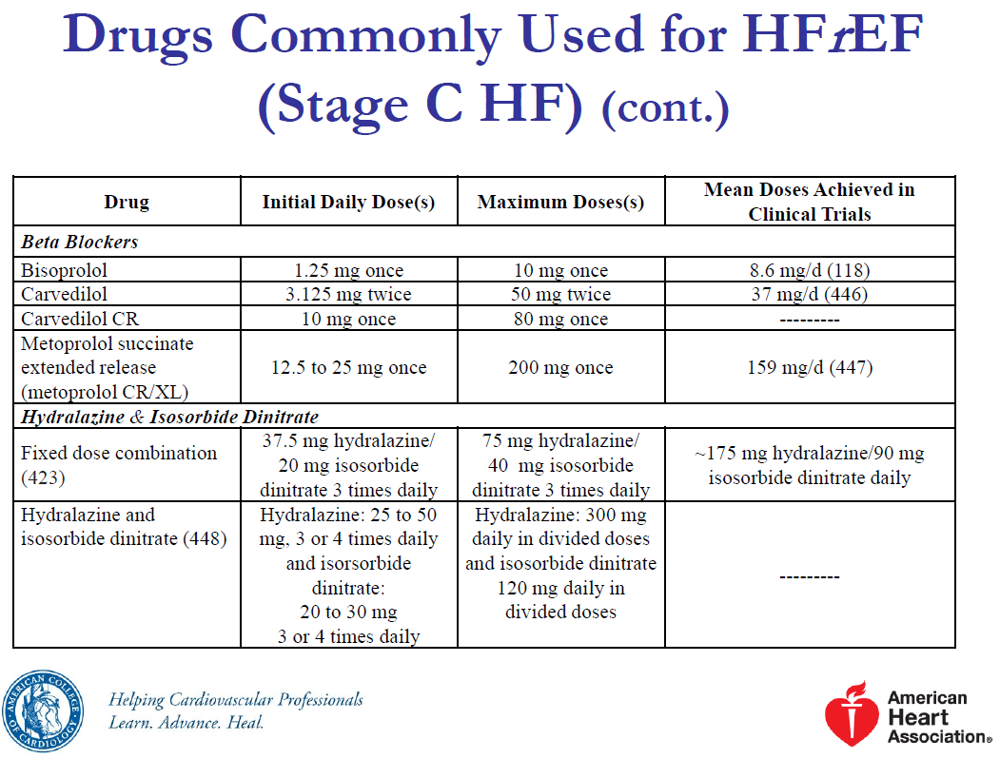 Drugs Commonly Used for HFrEF
(Stage C HF) (cont.)
Drug
Initial Daily Dose(s)
Maximum Doses(s)
Mean Doses Achieved in
Clinical Trials
Beta Blockers
Bisoprolol
1.25 mg once
10 mg once
8.6 mg/d (118)
Carvedilol
3.125 mg twice
50 mg twice
37 mg/d (446)
Carvedilol CR
10 mg once
80 mg once
---------
Metoprolol succinate
extended release
(metoprolol CR/XL)
12.5 to 25 mg once
200 mg once
159 mg/d (447)
Hydralazine & Isosorbide Dinitrate
Fixed dose combination
(423)
37.5 mg hydralazine/
20 mg isosorbide
dinitrate 3 times daily
75 mg hydralazine/
40 mg isosorbide
dinitrate 3 times daily
~175 mg hydralazine/90 mg
isosorbide dinitrate daily
Hydralazine and
isosorbide dinitrate (448)
Hydralazine: 25 to 50
mg, 3 or 4 times daily
and isorsorbide
dinitrate:
20 to 30 mg
3 or 4 times daily
Hydralazine: 300 mg
daily in divided doses
and isosorbide dinitrate
120 mg daily in
divided doses
---------
AMERICAN COLLEGE
OF CARDIOLOGY
Helping Cardiovascular Professionals
Learn. Advance. Heal.
American
Heart
Association®